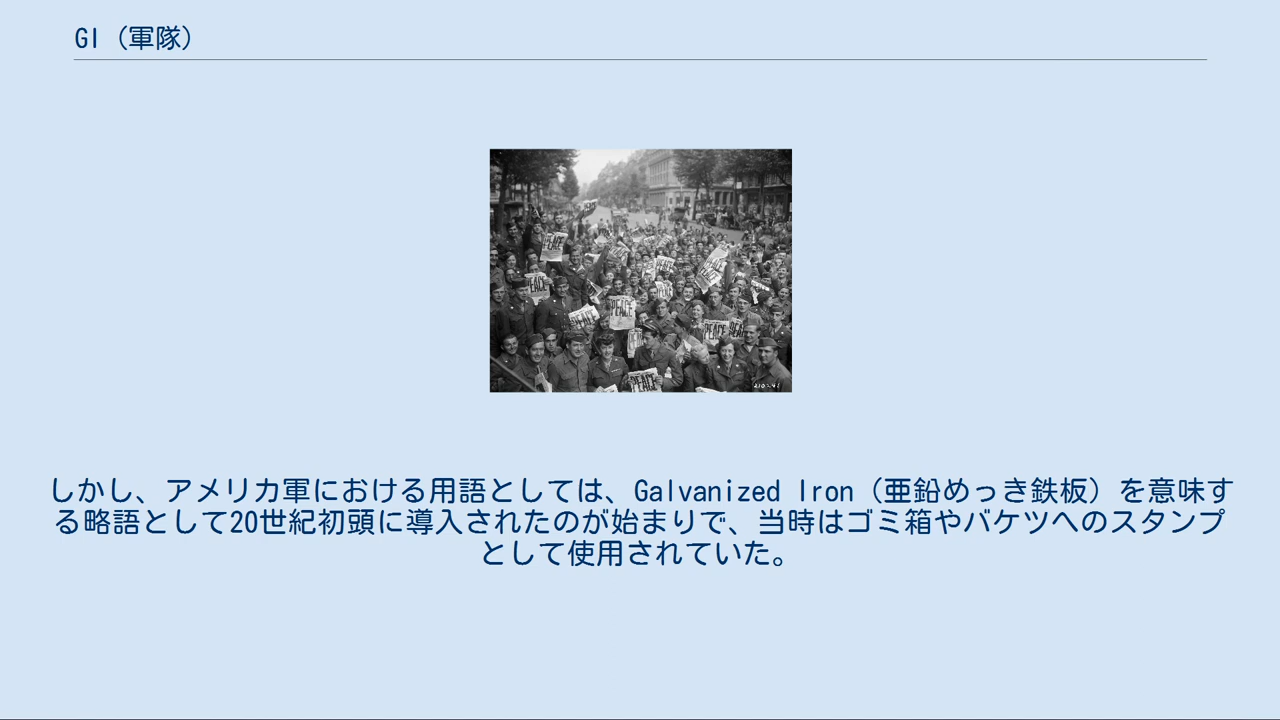 GI（軍隊）
PEACE
PEACE
PEACE
PEACE
PEACE
PEACE
PEACE
しかし、アメリカ軍における用語としては、Galvanized Iron（亜鉛めっき鉄板）を意味す
る略語として20世紀初頭に導入されたのが始まりで、当時はゴミ箱やバケツへのスタンプ
として使用されていた。